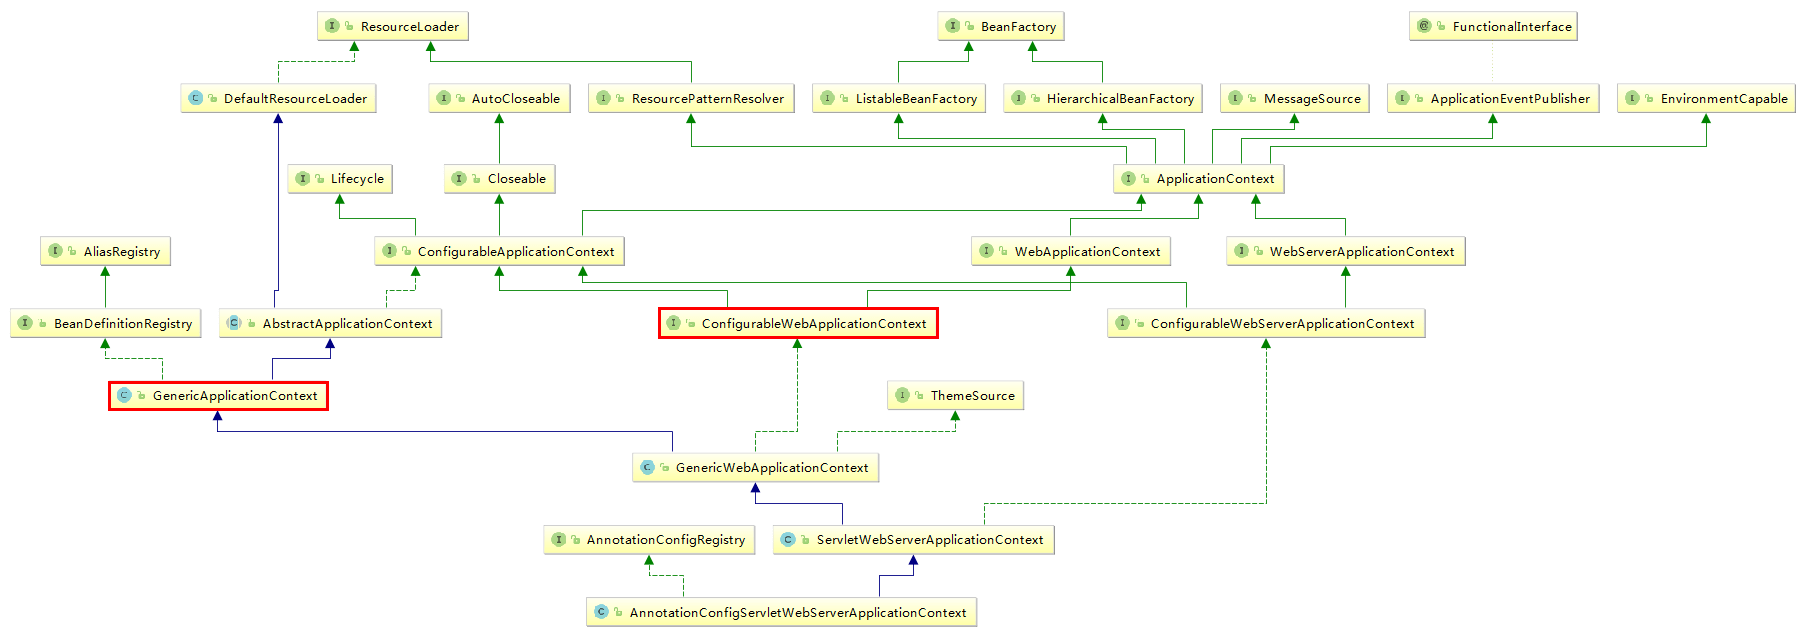 ResourceLoader
BeanFactory
FunctionalInterface
DefaultResourceLoader
AutoCloseable
ResourcePatternResolver
ListableBeanFactory
HierarchicalBeanFactory
MessageSource
ApplicationEventPublisher
EnvironmentCapable
Lifecycle
Closeable
ApplicationContext
AliasRegistry
ConfigurableApplicationContext
WebApplicationContext
WebServerApplicationContext
BeanDefinitionRegistry
AbstractApplicationContext
ConfigurableWebApplicationContext
ConfigurableWebServerApplicationContext
GenericApplicationContext
ThemeSource
GenericWebApplicationContext
AnnotationConfigRegistry
ServletWebServerApplicationContext
AnnotationConfigServletWebServerApplicationContext